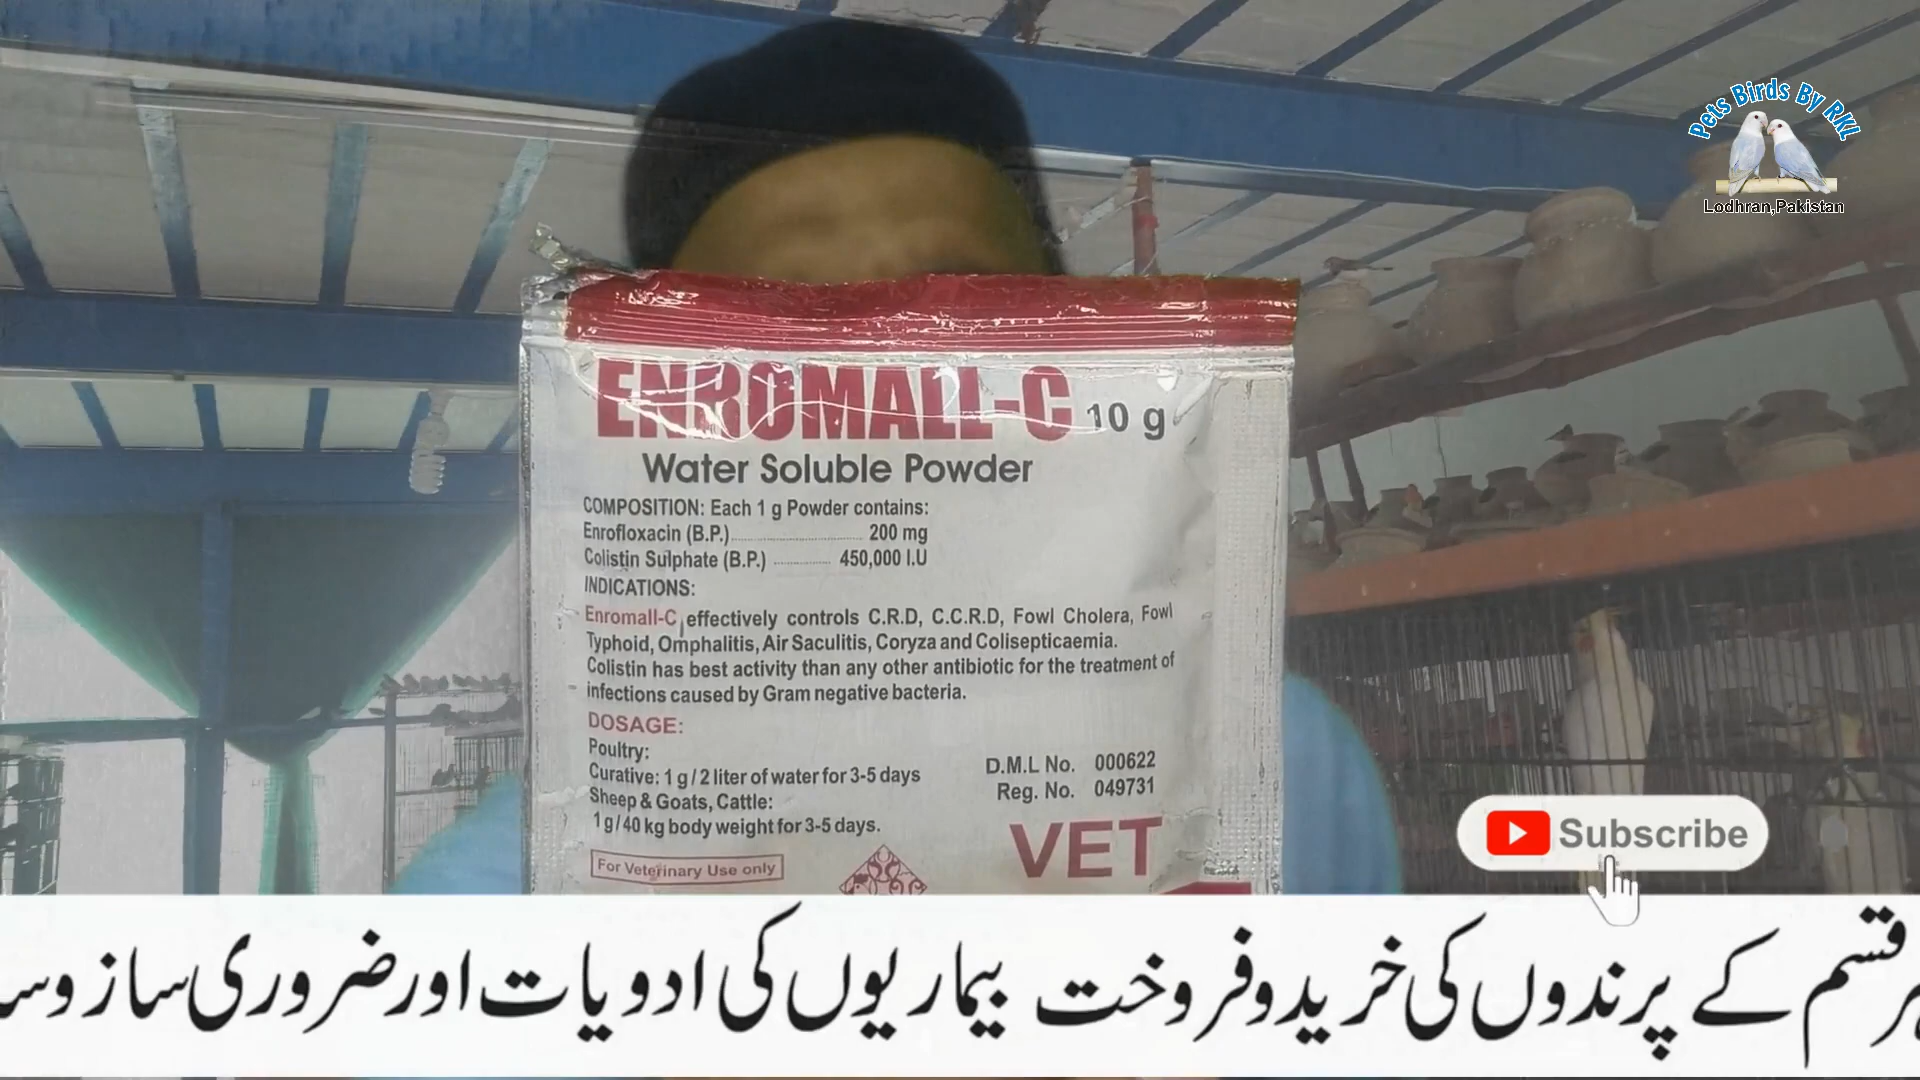 Pets Birds By RKL
Lodhran,Pakistan
ENROMALL-C 10 g
Water Soluble Powder
COMPOSITION: Each 1 g Powder contains:
Enrofloxacin (B.P.) 200 mg
Colistin Sulphate (B.P.) 450,000 I.U
INDICATIONS:
Enromall-C effectively controls C.R.D, C.C.R.D, Fowl Cholera, Fowl
Typhoid, Omphalitis, Air Saculitis, Coryza and Colisepticaemia.
Colistin has best activity than any other antibiotic for the treatment of
infections caused by Gram negative bacteria.
DOSAGE:
Poultry:
Curative: 1 g / 2 liter of water for 3-5 days
Sheep & Goats, Cattle:
1g/40 kg body weight for 3-5 days.
D.M.L No. 000622
Reg. No. 049731
VET
For Veterinary Use only
Subscribe
قسم کے پرندوں کی خرید و فروخت بیماریوں کی ادویات اور ضروری ساز و